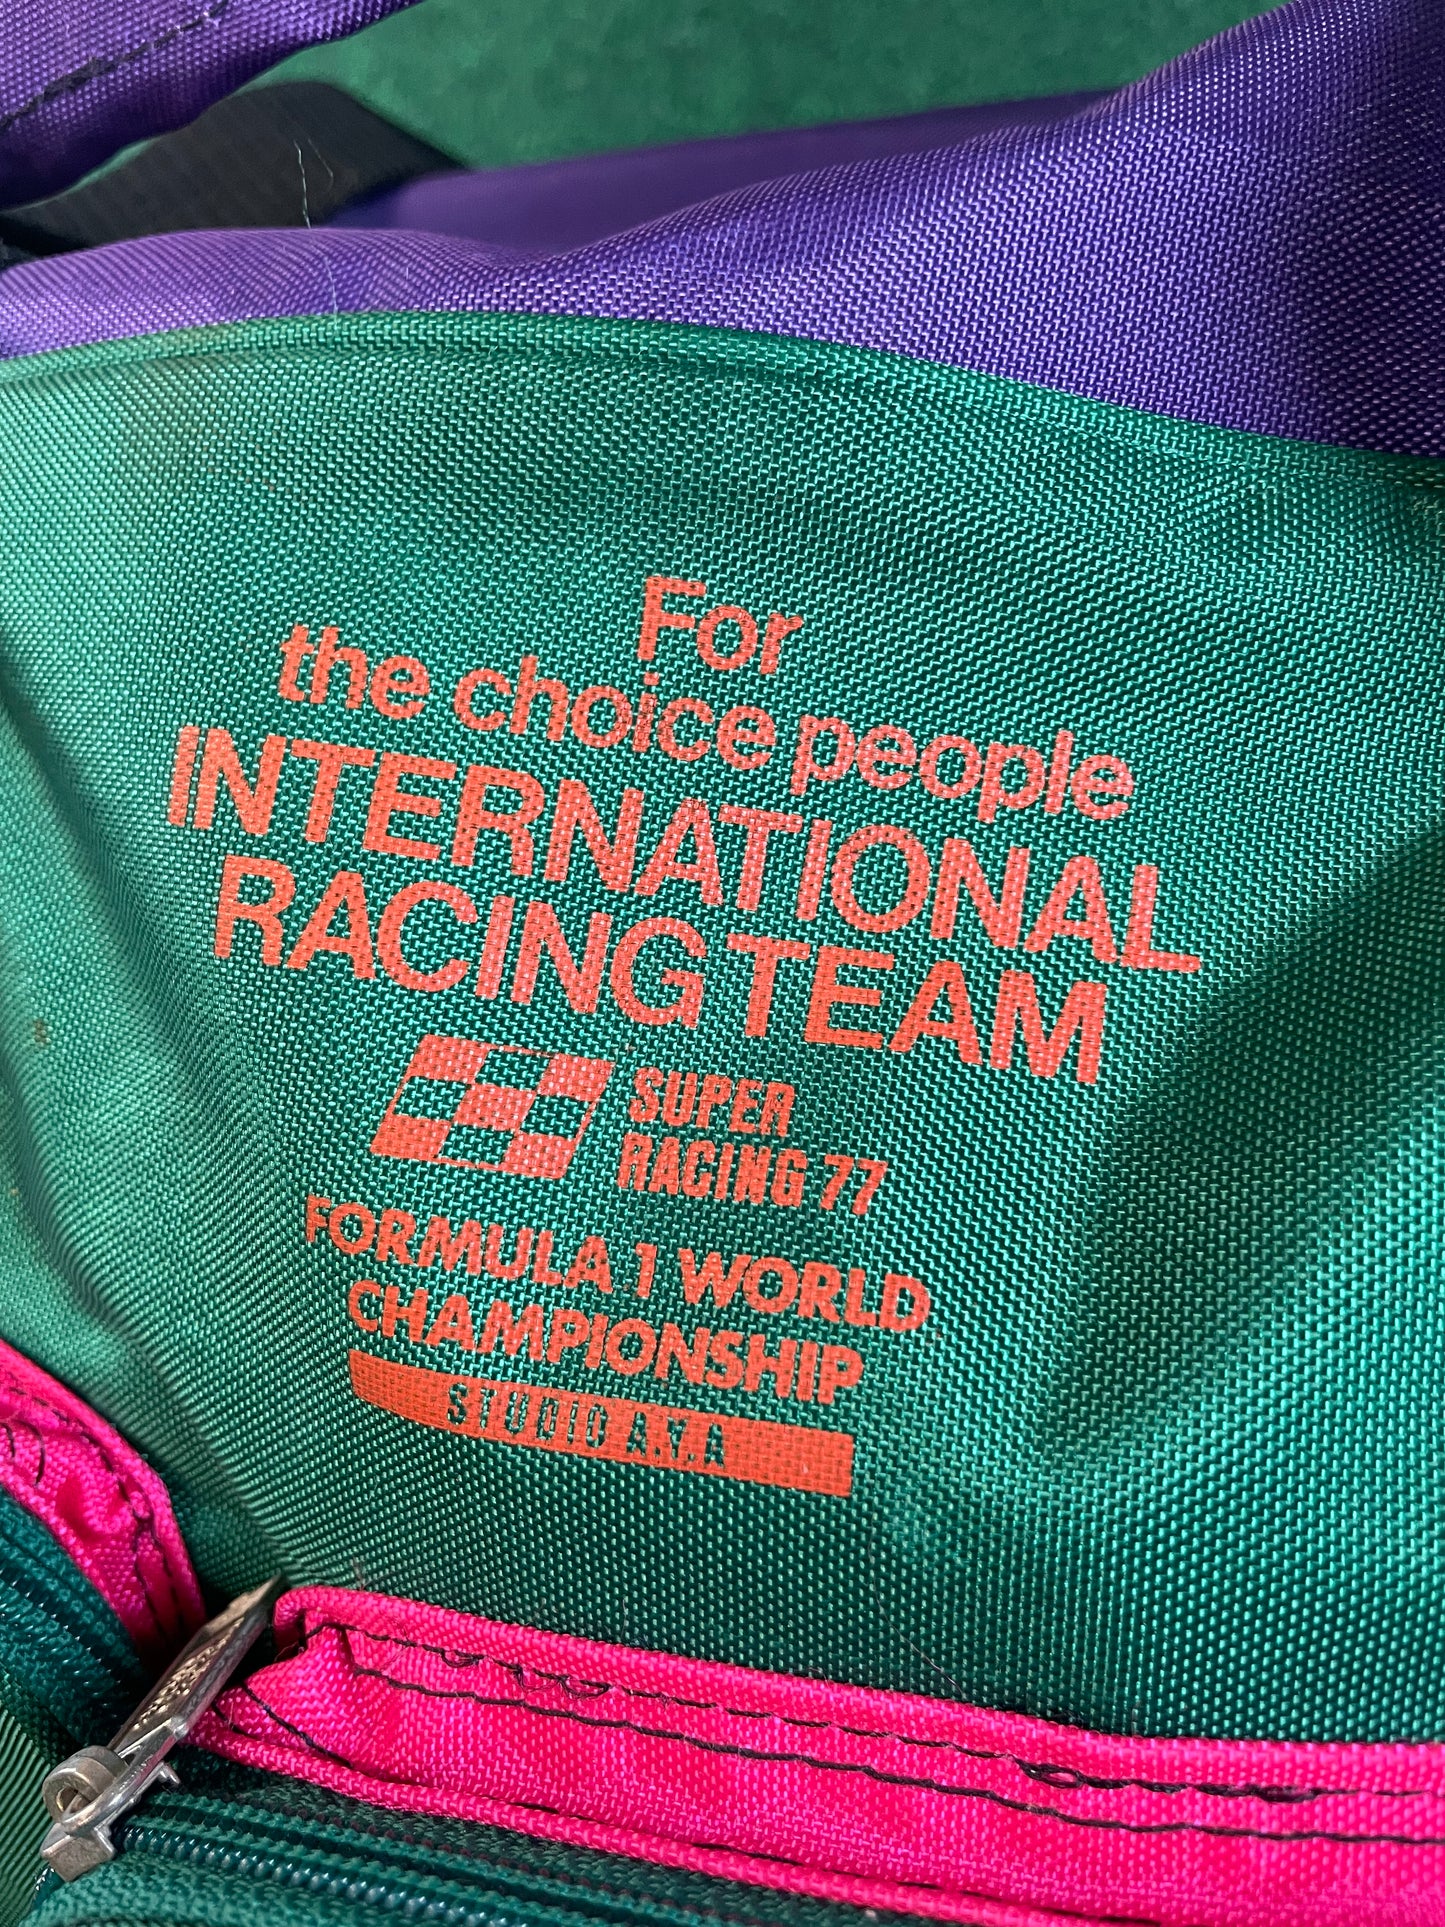 For
the choice people
INTERNATIONAL
RACING TEAM
SUPER
RACING 77
FORMULA 1 WORLD
CHAMPIONSHIP
STUDIO A.Y.A